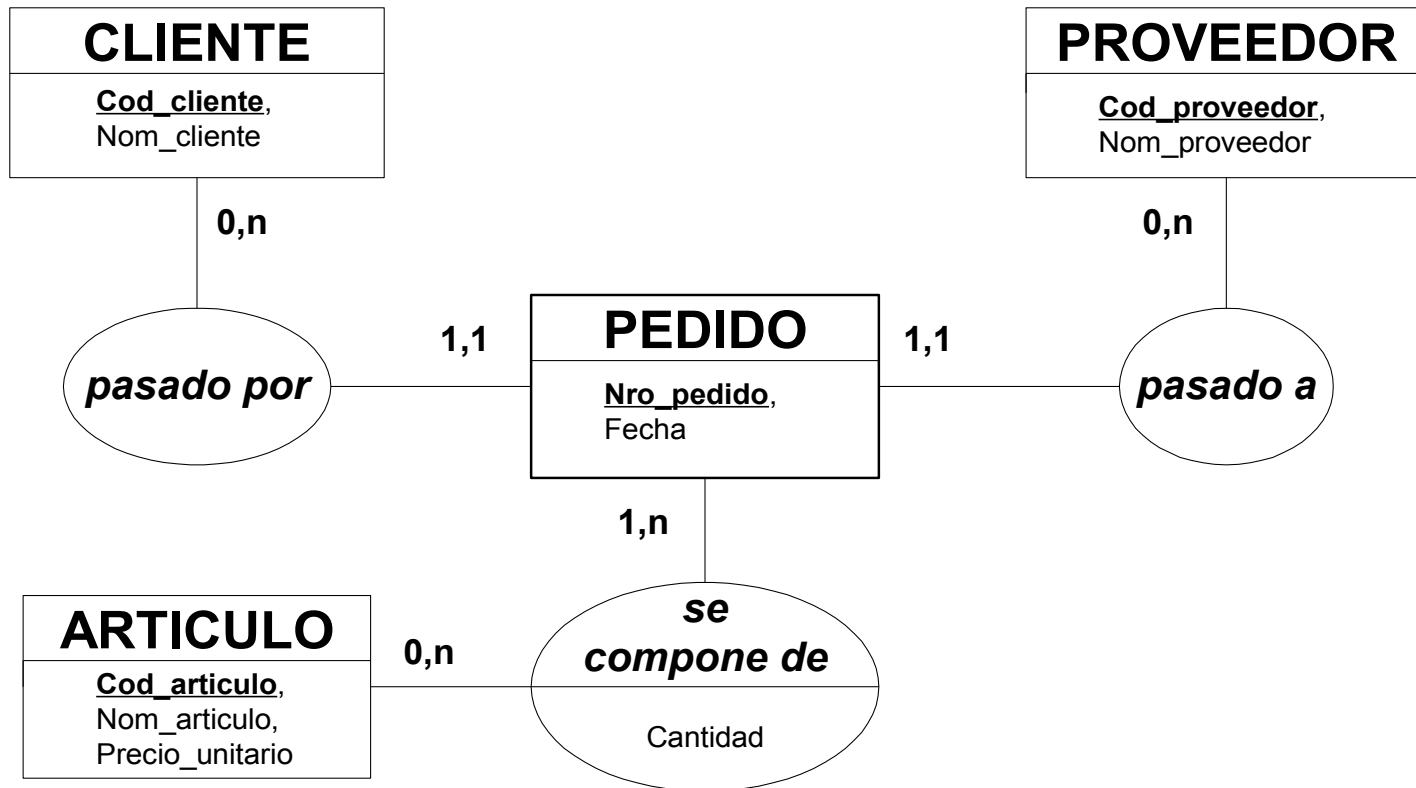 CLIENTE
Cod_cliente,
Nom_cliente
PROVEEDOR
Cod_proveedor,
Nom_proveedor
0,n
0,n
pasado por
1,1
PEDIDO
Nro_pedido,
Fecha
1,1
pasado a
1,n
ARTICULO
Cod_articulo,
Nom_articulo,
Precio_unitario
0,n
se
compone de
Cantidad